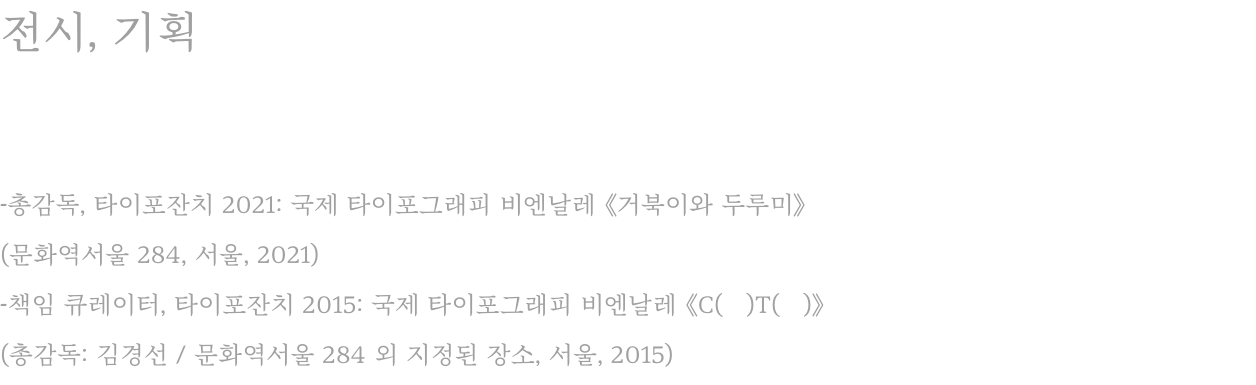 전시, 기획
-총감독, 타이포잔치 2021: 국제 타이포그래피 비엔날레 《거북이와 두루미》
(문화역서울 284, 서울, 2021)
-책임 큐레이터, 타이포잔치 2015: 국제 타이포그래피 비엔날레 《C(   )T(   )》
(총감독: 김경선 / 문화역서울 284 외 지정된 장소, 서울, 2015)